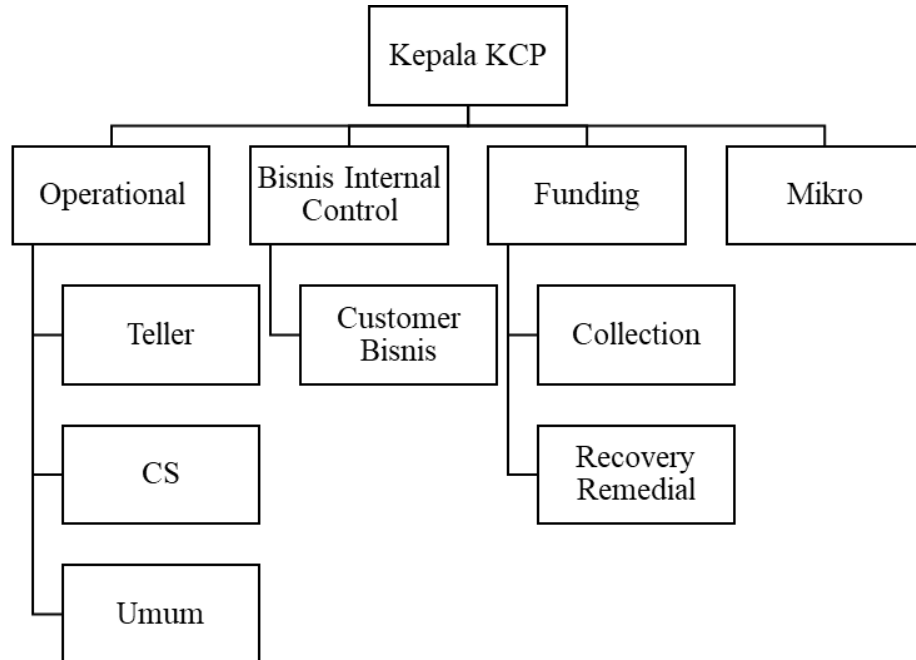 Kepala KCP
Operational
Bisnis Internal
Control
Funding
Mikro
Teller
Customer
Bisnis
Collection
CS
Recovery
Remedial
Umum